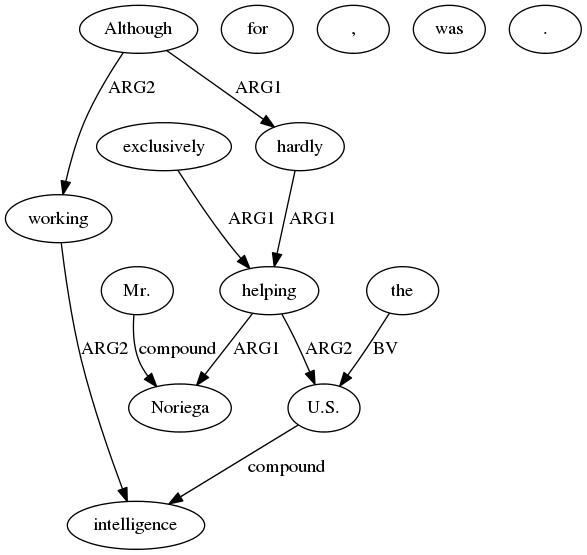 Although for , was .
ARG2 ARG1
exclusively hardly
working ARG1 ARG1
Mr. helping the
ARG2 compound ARG1 ARG2 BV
Noriega U.S.
compound
intelligence